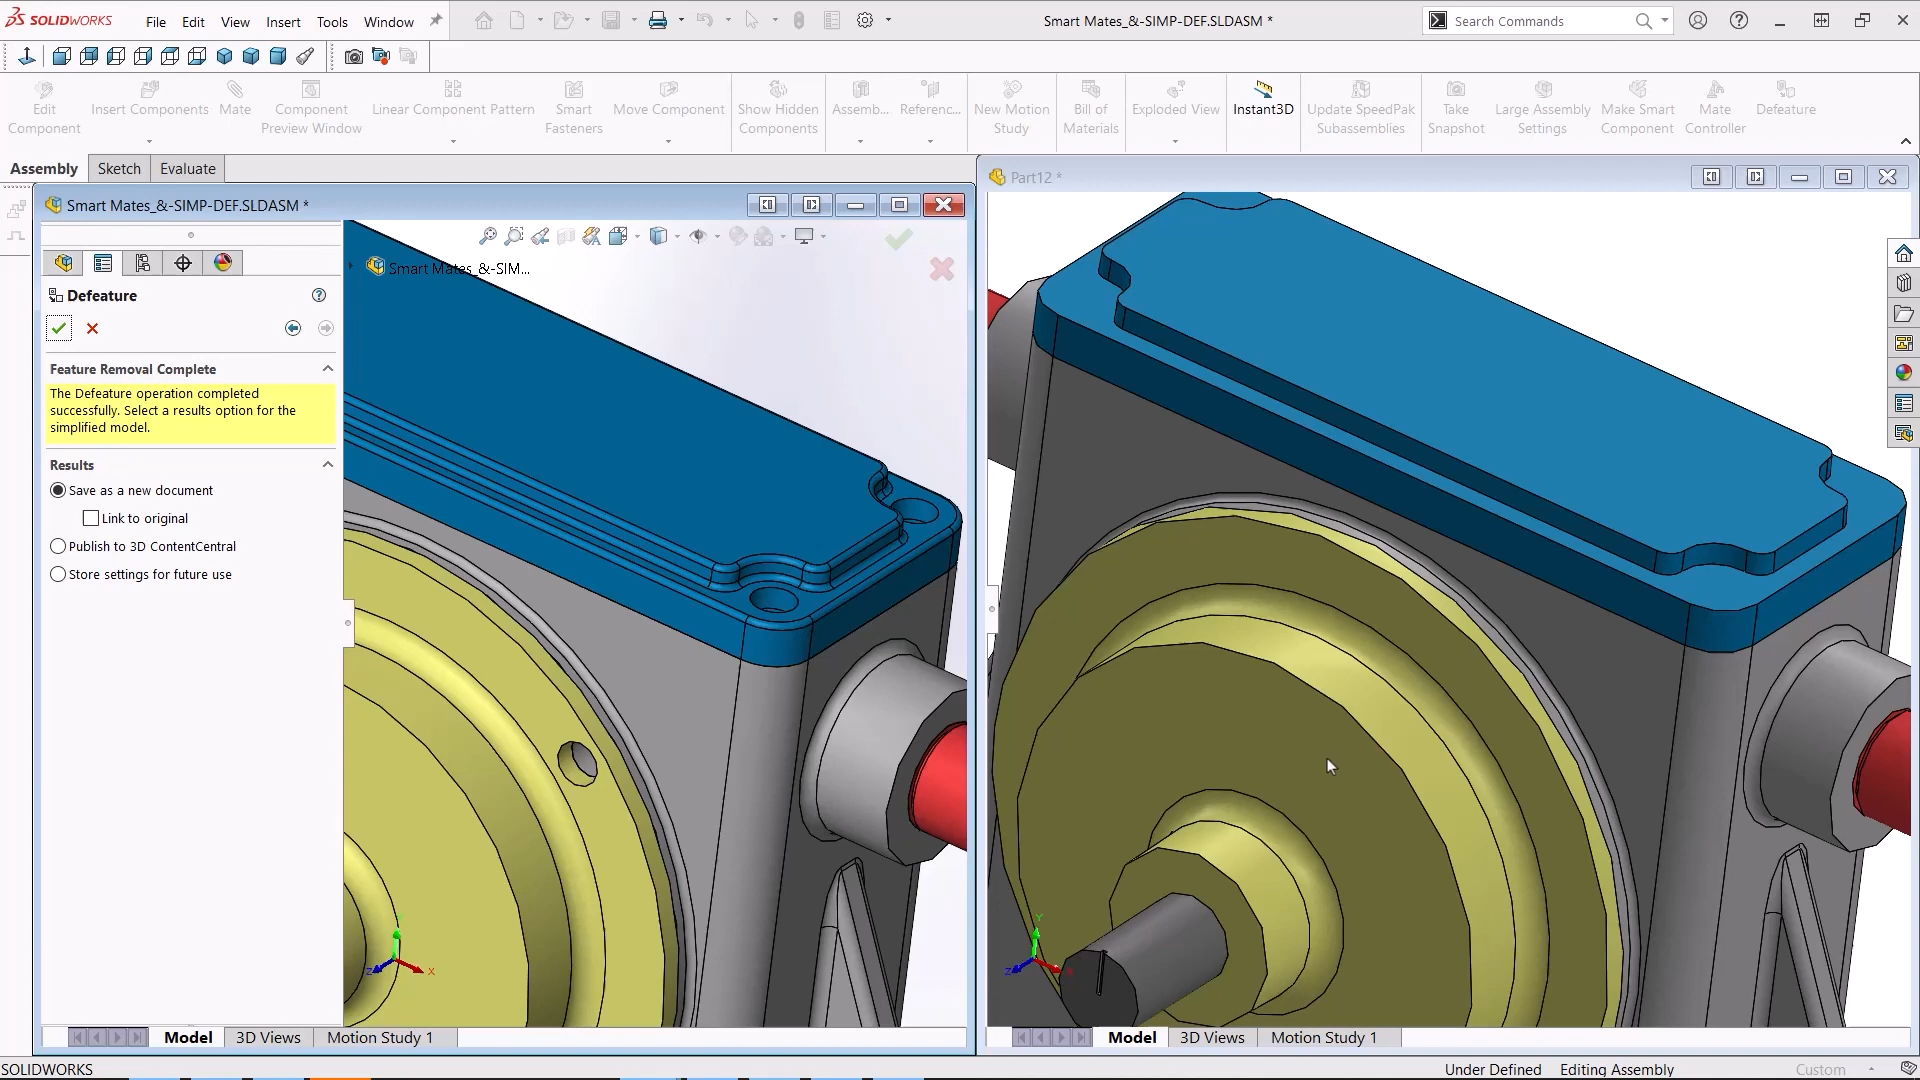 SOLIDWORKS
File Edit View Insert Tools Window
Smart Mates_&-SIMP-DEF.SLDASM *
Search Commands
Edit Component
Insert Components
Mate
Component Preview Window
Linear Component Pattern
Smart Fasteners
Move Component
Show Hidden Components
Assemb...
Referenc...
New Motion Study
Bill of Materials
Exploded View
Instant3D
Update SpeedPak Subassemblies
Take Snapshot
Large Assembly Settings
Make Smart Component
Mate Controller
Defeature
Assembly Sketch Evaluate
Smart Mates_&-SIMP-DEF.SLDASM *
Part12 *
Smart Mates_&-SIM...
Defeature
Feature Removal Complete
The Defeature operation completed
successfully. Select a results option for the
simplified model.
Results
Save as a new document
Link to original
Publish to 3D ContentCentral
Store settings for future use
Z X
Y
Z
Model 3D Views Motion Study 1
Model 3D Views Motion Study 1
SOLIDWORKS
Under Defined Editing Assembly Custom